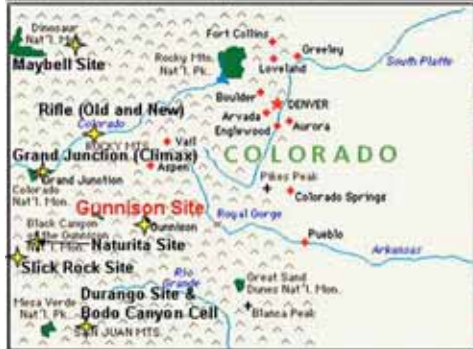 Dinosaur
Nat'l. Mon.
Maybell Site
Fort Collins
Greeley
Rocky Mtn.
Nat'l. Pk.
Loveland
South Platte
Boulder
DENVER
Arvada
Englewood
Aurora
Rifle (Old and New)
Colorado
ROCKY MTS.
Vail
Grand Junction (Climax)
Aspen
COLORADO
Grand Junction
Colorado
Nat'l. Mon.
Pikes Peak
Colorado Springs
Gunnison Site
Royal Gorge
Black Canyon
of the Gunnison
Nat'l. Mon.
Gunnison
Naturita Site
Pueblo
Arkansas
Slick Rock Site
Rio
Grande
Great Sand
Dunes Nat'l. Mon.
Mesa Verde
Nat'l. Pk.
Durango Site &
Bodo Canyon Cell
Blanca Peak
SAN JUAN MTS.